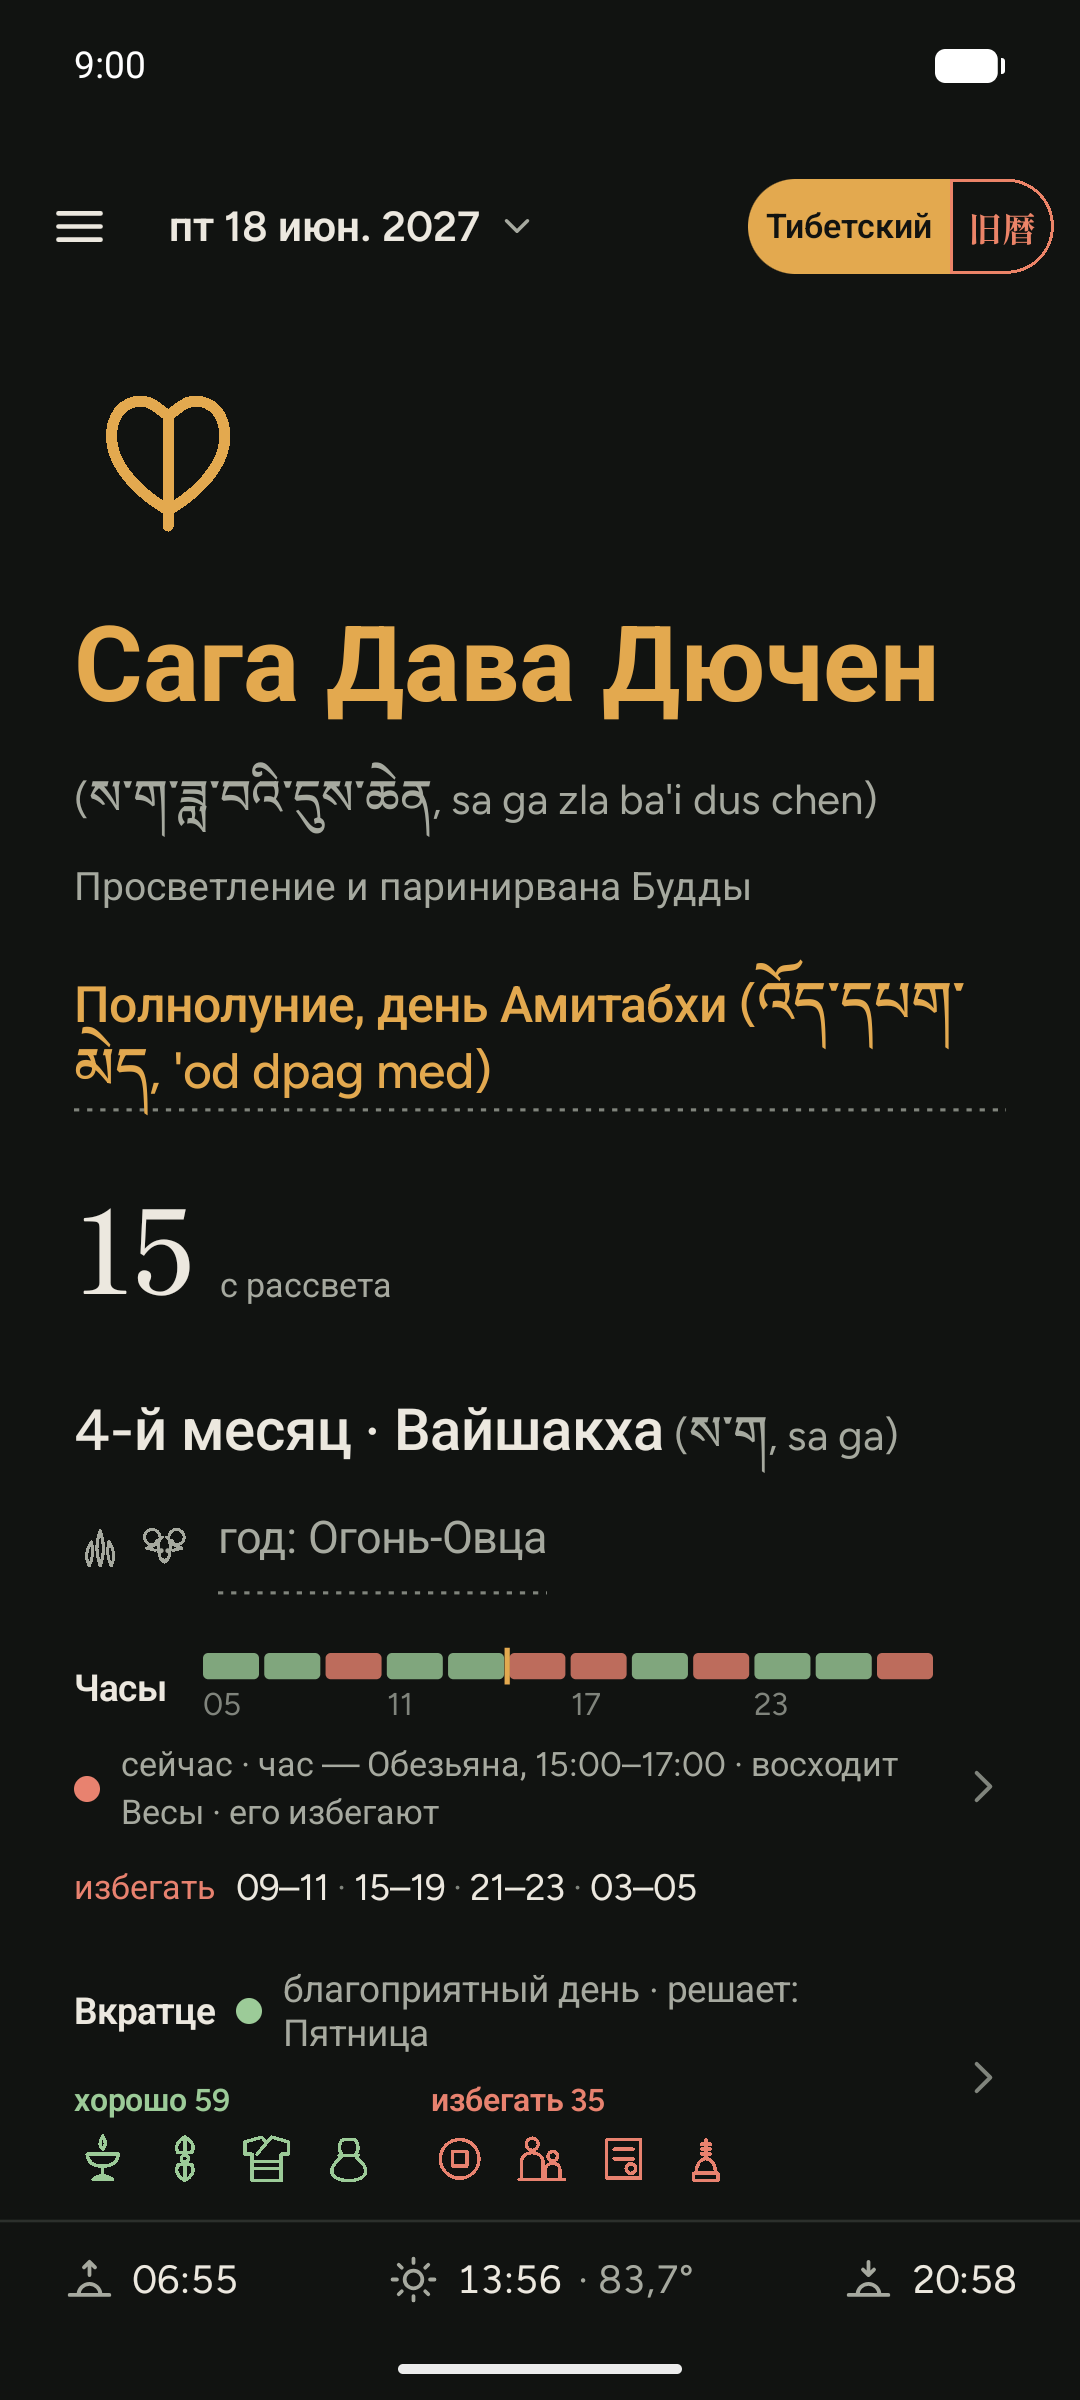 9:00
пт 18 июн. 2027
Тибетский 旧暦
Сага Дава Дючен
(ས་ག་ཟླ་བའི་དུས་ཆེན, sa ga zla ba'i dus chen)
Просветление и паринирвана Будды
Полнолуние, день Амитабхи (འོད་དཔག་
མེད, 'od dpag med)
15 с рассвета
4-й месяц · Вайшакха (ས་ག, sa ga)
год: Огонь-Овца
Часы
05 11 17 23
сейчас · час — Обезьяна, 15:00–17:00 · восходит
Весы · его избегают
избегать 09–11 · 15–19 · 21–23 · 03–05
Вкратце благоприятный день · решает:
Пятница
хорошо 59 избегать 35
06:55 13:56 · 83,7° 20:58